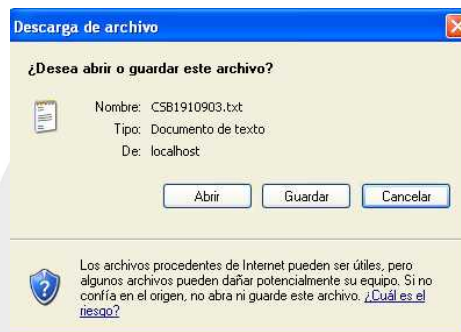 Descarga de archivo
¿Desea abrir o guardar este archivo?
Nombre: CSB1910903.txt
Tipo: Documento de texto
De: localhost
Abrir Guardar Cancelar
Los archivos procedentes de Internet pueden ser útiles, pero
algunos archivos pueden dañar potencialmente su equipo. Si no
confía en el origen, no abra ni guarde este archivo. ¿Cuál es el
riesgo?